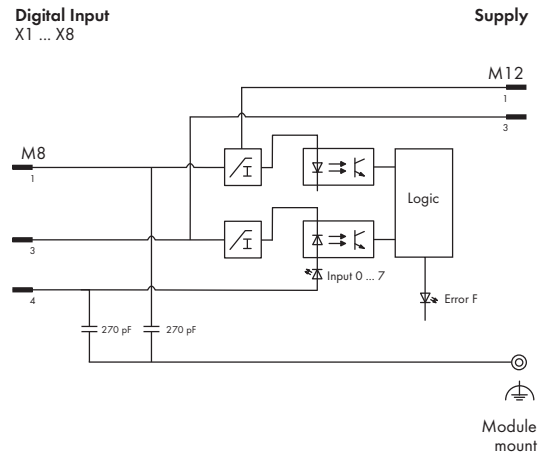 Digital Input
X1 ... X8
Supply
M12
1
3
M8
1
3
4
Logic
Input 0 ... 7
Error F
270 pF
270 pF
Module
mount